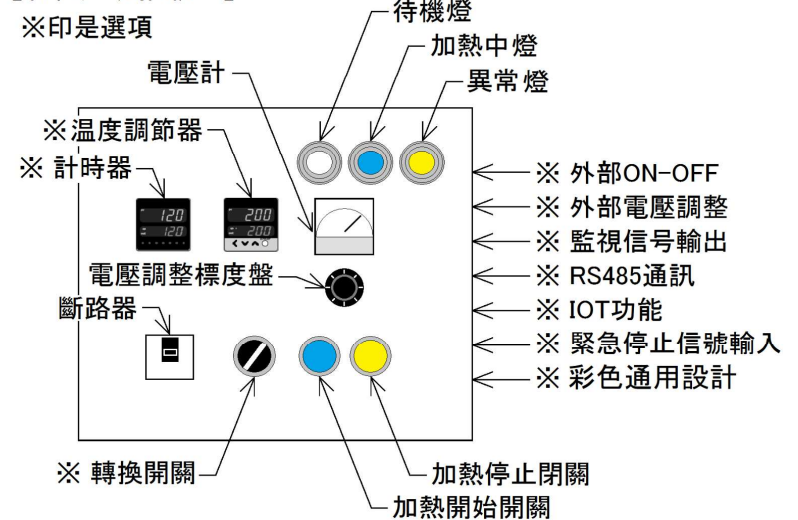 ※印是選項
待機燈
加熱中燈
電壓計
異常燈
※温度調節器
※ 計時器
120
120
200
200
※ 外部ON-OFF
※ 外部電壓調整
※ 監視信号輸出
※ RS485通訊
※ IOT功能
※ 緊急停止信號輸入
※ 彩色通用設計
電壓調整標度盤
斷路器
※ 轉換開關
加熱停止閉關
加熱開始開關